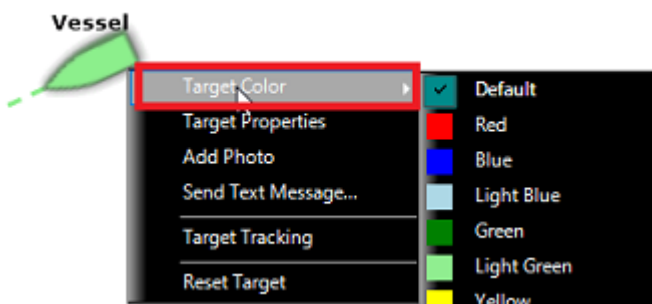 Vessel
Target Color
Target Properties
Add Photo
Send Text Message...
Target Tracking
Reset Target
Default
Red
Blue
Light Blue
Green
Light Green
Yellow